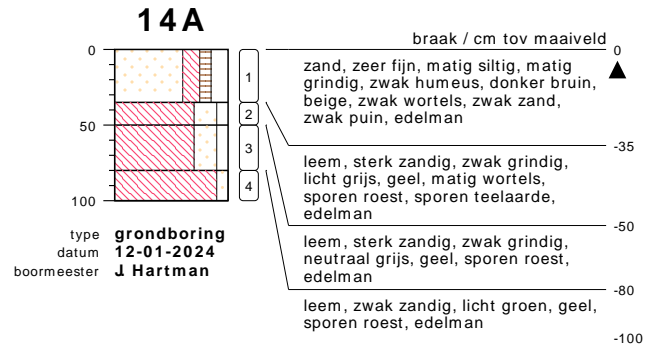 14A
braak / cm tov maaiveld
0
0
zand, zeer fijn, matig siltig, matig
grindig, zwak humeus, donker bruin,
beige, zwak wortels, zwak zand,
zwak puin, edelman
1
-35
2
leem, sterk zandig, zwak grindig,
licht grijs, geel, matig wortels,
sporen roest, sporen teelaarde,
edelman
50
3
-50
leem, sterk zandig, zwak grindig,
neutraal grijs, geel, sporen roest,
edelman
4
-80
100
leem, zwak zandig, licht groen, geel,
sporen roest, edelman
-100
type grondboring
datum 12-01-2024
boormeester J Hartman